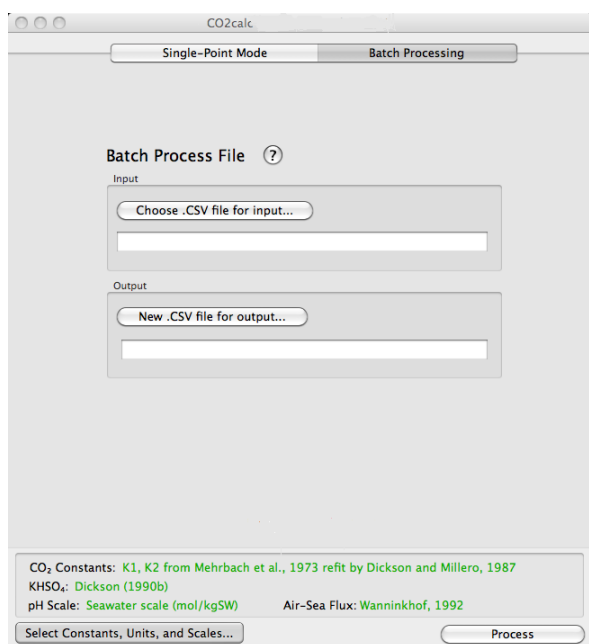 CO2calc
Single-Point Mode Batch Processing
Batch Process File ?
Input
Choose .CSV file for input...
Output
New .CSV file for output...
CO₂ Constants: K1, K2 from Mehrbach et al., 1973 refit by Dickson and Millero, 1987
KHSO₄: Dickson (1990b)
pH Scale: Seawater scale (mol/kgSW) Air-Sea Flux: Wanninkhof, 1992
Select Constants, Units, and Scales... Process